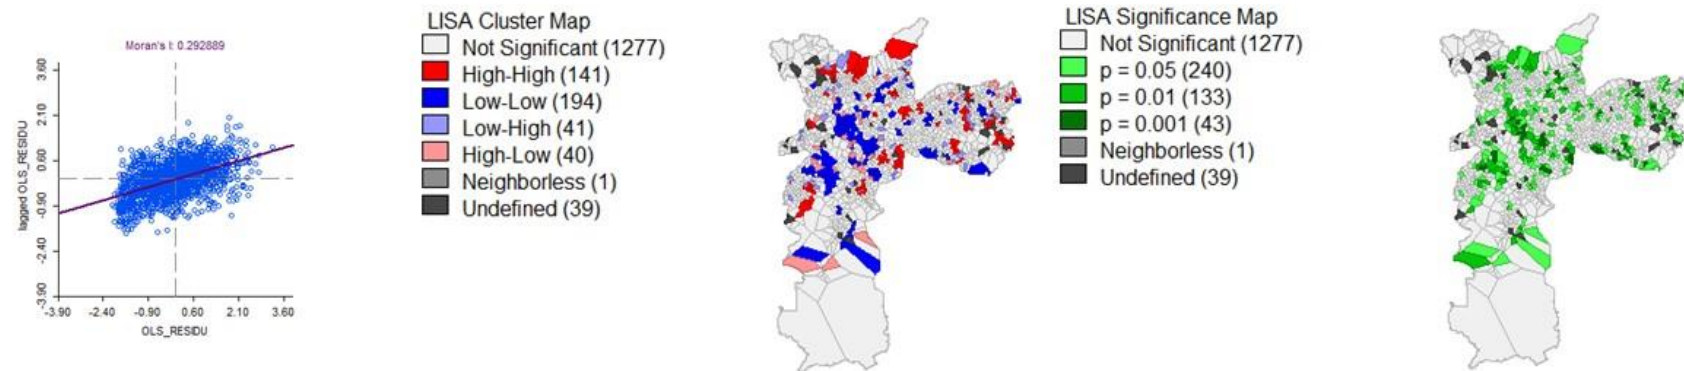 Moran's I: 0.292889
3.60
2.10
0.60
-0.90
-2.40
-3.90
lagged OLS_RESIDU
-3.90 -2.40 -0.90 0.60 2.10 3.60
OLS_RESIDU
LISA Cluster Map
Not Significant (1277)
High-High (141)
Low-Low (194)
Low-High (41)
High-Low (40)
Neighborless (1)
Undefined (39)
LISA Significance Map
Not Significant (1277)
p = 0.05 (240)
p = 0.01 (133)
p = 0.001 (43)
Neighborless (1)
Undefined (39)